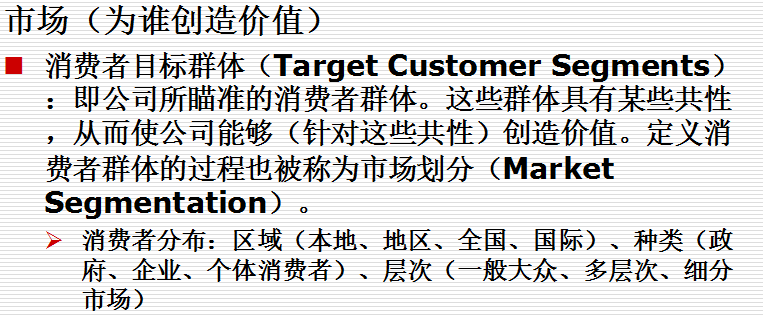 市场（为谁创造价值）
消费者目标群体（Target Customer Segments）
：即公司所瞄准的消费者群体。这些群体具有某些共性
，从而使公司能够（针对这些共性）创造价值。定义消
费者群体的过程也被称为市场划分（Market
Segmentation）。
消费者分布：区域（本地、地区、全国、国际）、种类（政
府、企业、个体消费者）、层次（一般大众、多层次、细分
市场）